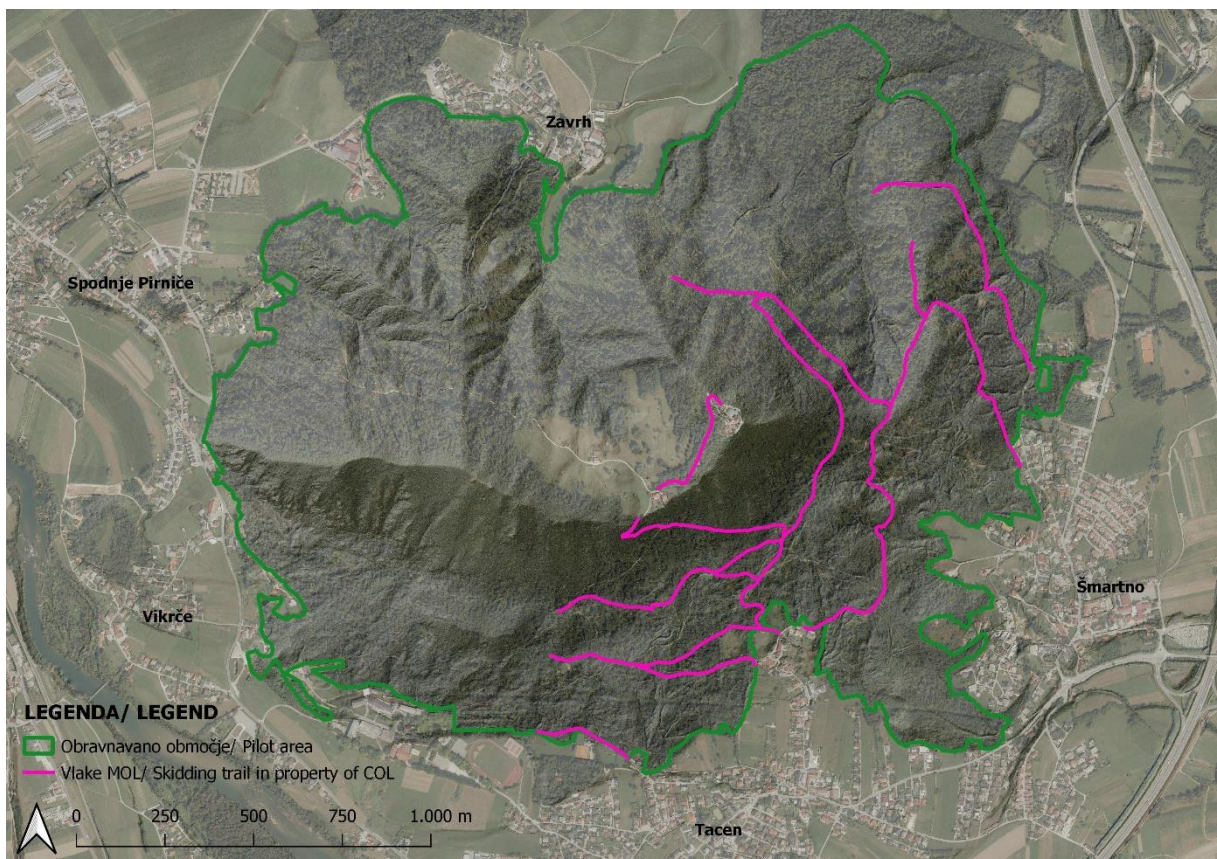 Zavrh
Spodnje Pirniče
Vikrče
Šmartno
LEGENDA/ LEGEND
Obravnavano območje/ Pilot area
Vlake MOL/ Skidding trail in property of COL
0 250 500 750 1.000 m
Tacen